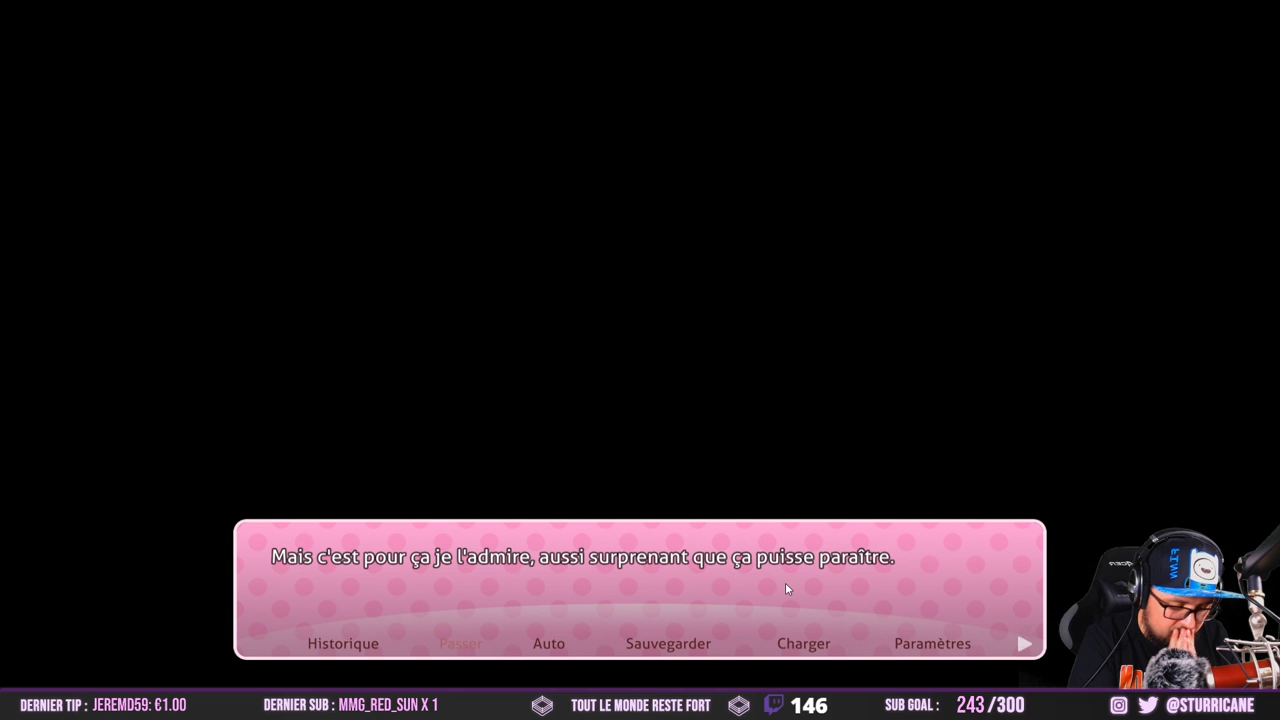 Mais c'est pour ça je l'admire, aussi surprenant que ça puisse paraître.
Historique Passer Auto Sauvegarder Charger Paramètres
FINN
DERNIER TIP : JEREMD59: €1.00 DERNIER SUB : MMG_RED_SUN X 1 TOUT LE MONDE RESTE FORT 146 SUB GOAL : 243 /300 @STURRICANE